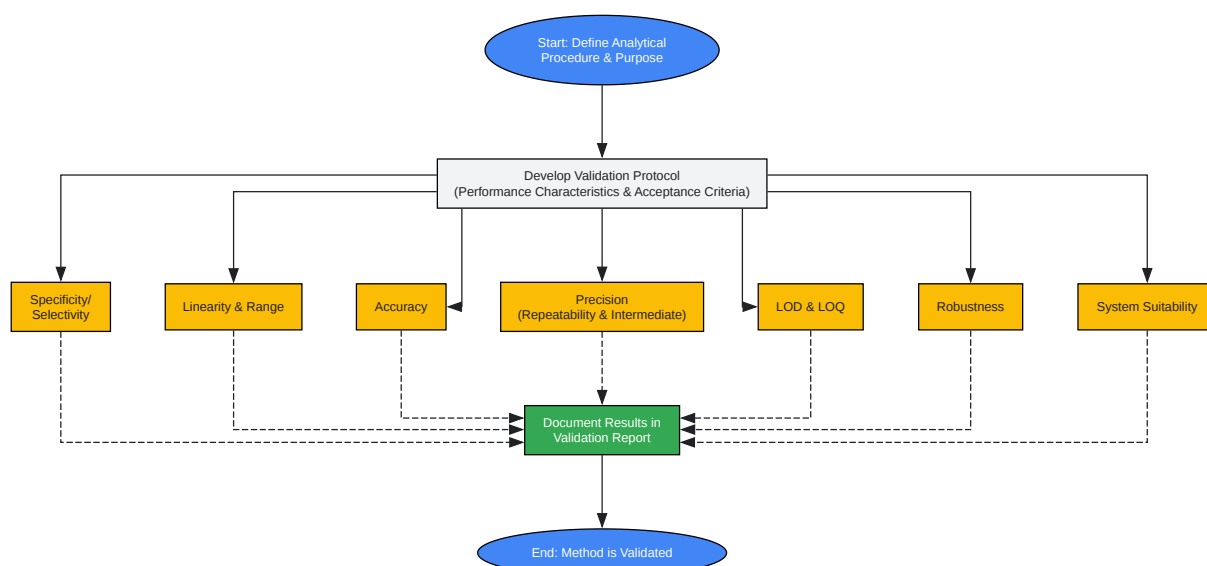 Start: Define Analytical
Procedure & Purpose
Develop Validation Protocol
(Performance Characteristics & Acceptance Criteria)
Specificity/
Selectivity
Linearity & Range
Accuracy
Precision
(Repeatability & Intermediate)
LOD & LOQ
Robustness
System Suitability
Document Results in
Validation Report
End: Method is Validated